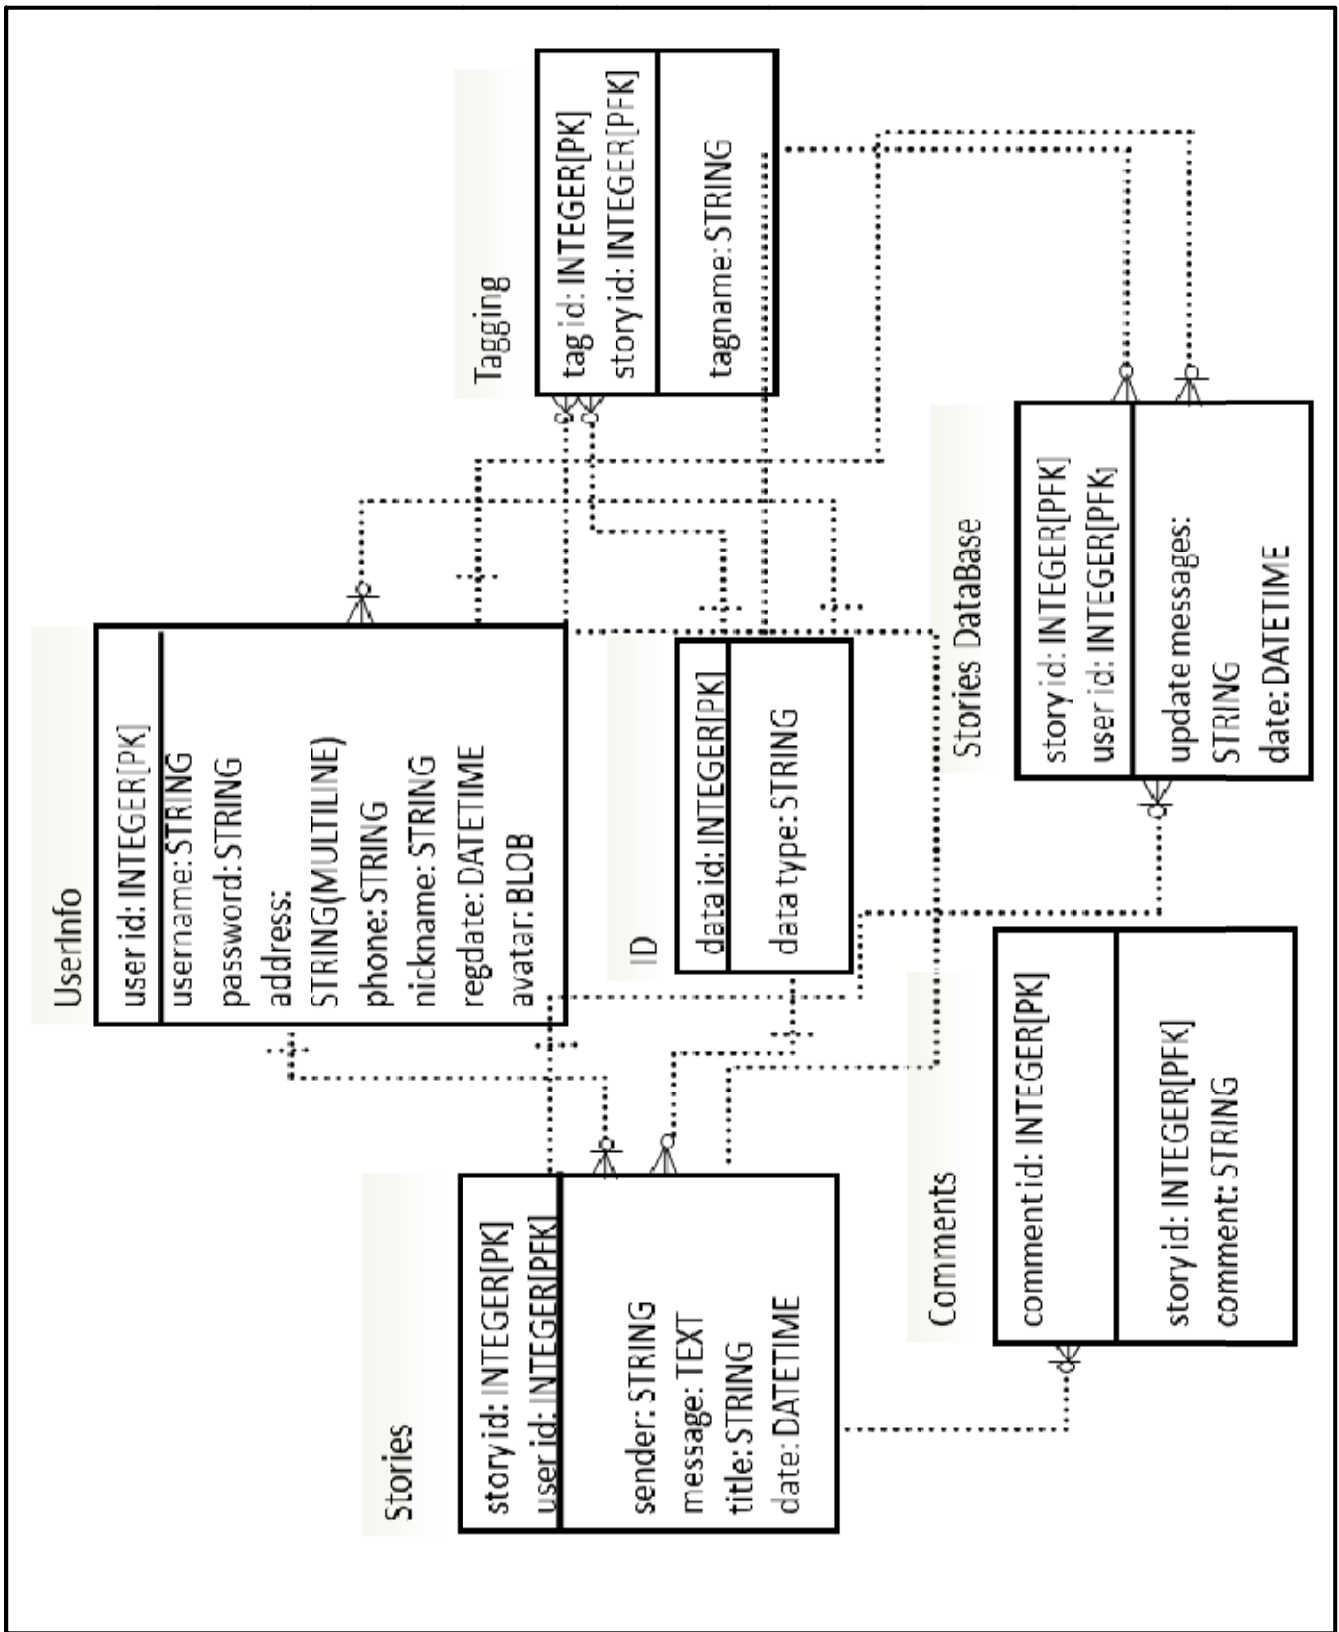 Stories
story id: INTEGER[PK]
user id: INTEGER[PFK]
sender: STRING
message: TEXT
title: STRING
date: DATETIME
UserInfo
user id: INTEGER[PK]
username: STRING
password: STRING
address:
STRING(MULTILINE)
phone: STRING
nickname: STRING
regdate: DATETIME
avatar: BLOB
Tagging
tag id: INTEGER[PK]
story id: INTEGER[PFK]
tagname: STRING
ID
data id: INTEGER[PK]
data type: STRING
Comments
comment id: INTEGER[PK]
story id: INTEGER[PFK]
comment: STRING
Stories DataBase
story id: INTEGER[PFK]
user id: INTEGER[PFK]
update messages:
STRING
date: DATETIME